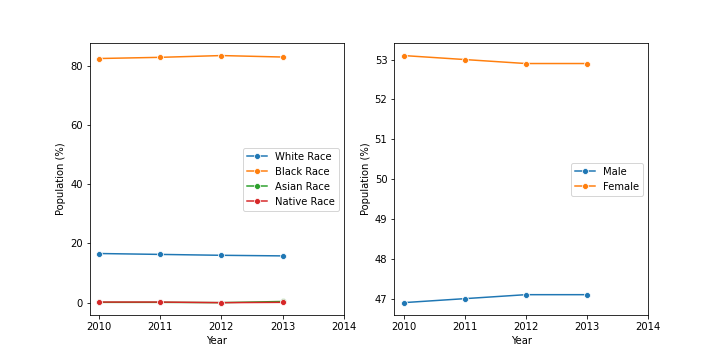 80
60
40
20
0
Population (%)
2010 2011 2012 2013 2014
Year
White Race
Black Race
Asian Race
Native Race
53
52
51
50
49
48
47
Population (%)
2010 2011 2012 2013 2014
Year
Male
Female